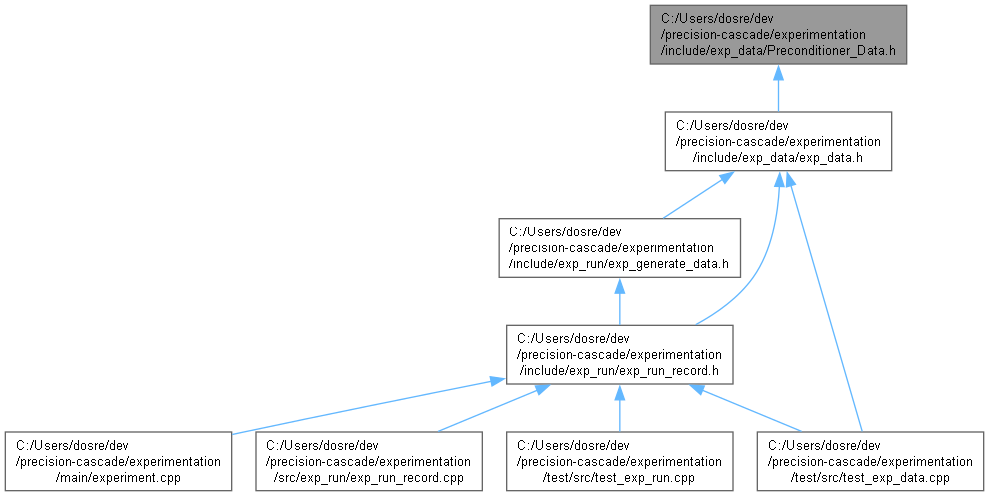 C:/Users/dosre/dev
/precision-cascade/experimentation
/include/exp_data/Preconditioner_Data.h
C:/Users/dosre/dev
/precision-cascade/experimentation
/include/exp_data/exp_data.h
C:/Users/dosre/dev
/precision-cascade/experimentation
/include/exp_run/exp_generate_data.h
C:/Users/dosre/dev
/precision-cascade/experimentation
/include/exp_run/exp_run_record.h
C:/Users/dosre/dev
/precision-cascade/experimentation
/main/experiment.cpp
C:/Users/dosre/dev
/precision-cascade/experimentation
/src/exp_run/exp_run_record.cpp
C:/Users/dosre/dev
/precision-cascade/experimentation
/test/src/test_exp_run.cpp
C:/Users/dosre/dev
/precision-cascade/experimentation
/test/src/test_exp_data.cpp